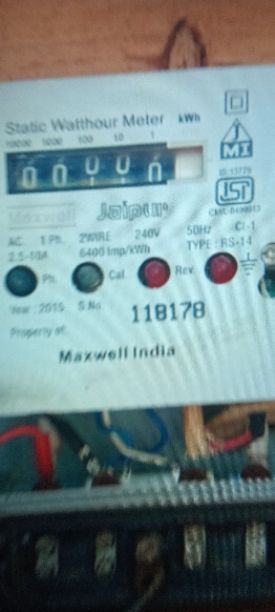 Static Watthour Meter kWh
10000 1000 100 10 1
MI
ISI
Maxwell
Jaipur
AC. 1 Ph. 2WIRE 240V 50Hz Cl-1
2.5-10A 6400 Imp/kWh TYPE: RS-14
Ph. Cal. Rev.
Year: 2015 S.No. 118178
Property of:
Maxwell India